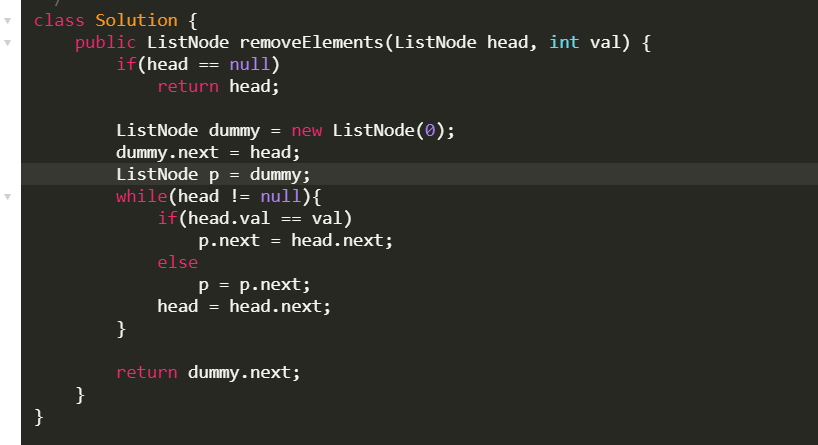 class Solution {
    public ListNode removeElements(ListNode head, int val) {
        if(head == null)
            return head;

        ListNode dummy = new ListNode(0);
        dummy.next = head;
        ListNode p = dummy;
        while(head != null){
            if(head.val == val)
                p.next = head.next;
            else
                p = p.next;
            head = head.next;
        }

        return dummy.next;
    }
}